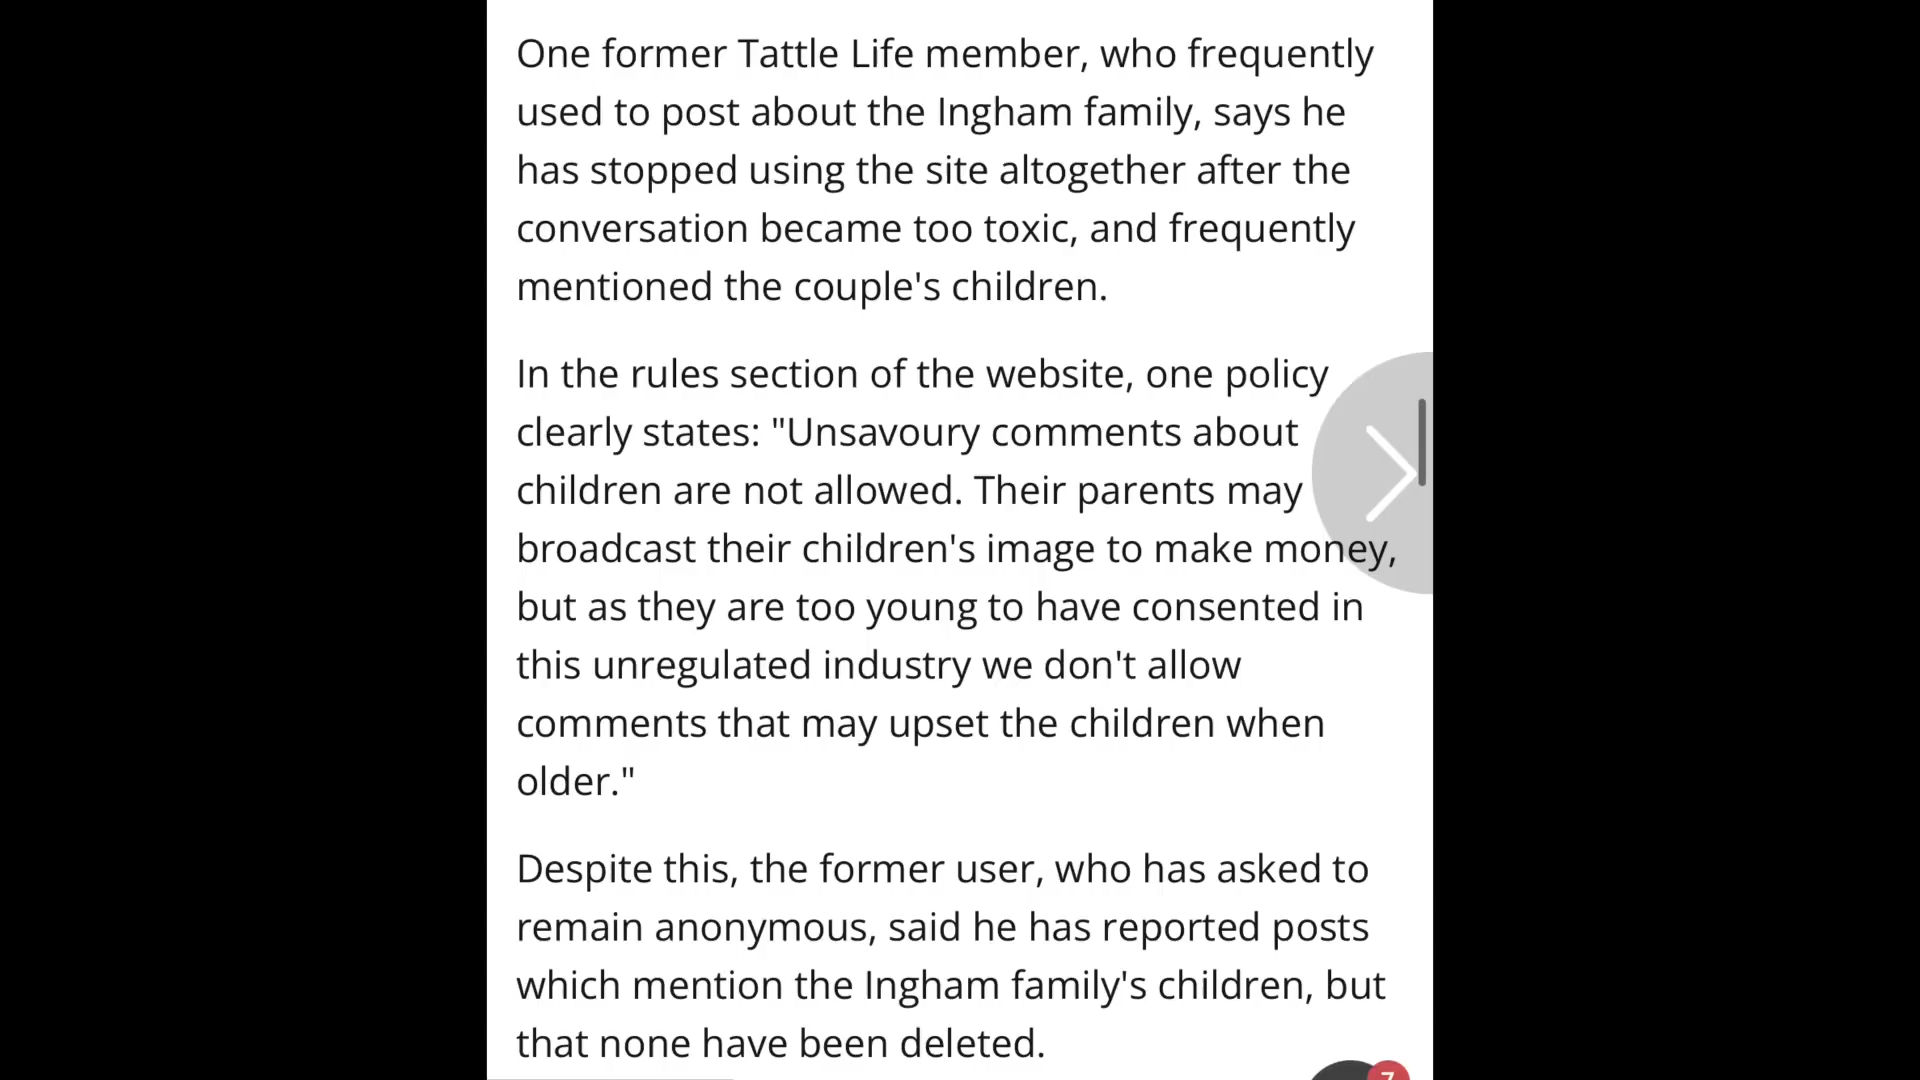 One former Tattle Life member, who frequently
used to post about the Ingham family, says he
has stopped using the site altogether after the
conversation became too toxic, and frequently
mentioned the couple's children.
In the rules section of the website, one policy
clearly states: "Unsavoury comments about
children are not allowed. Their parents may
broadcast their children's image to make money,
but as they are too young to have consented in
this unregulated industry we don't allow
comments that may upset the children when
older."
Despite this, the former user, who has asked to
remain anonymous, said he has reported posts
which mention the Ingham family's children, but
that none have been deleted.
7